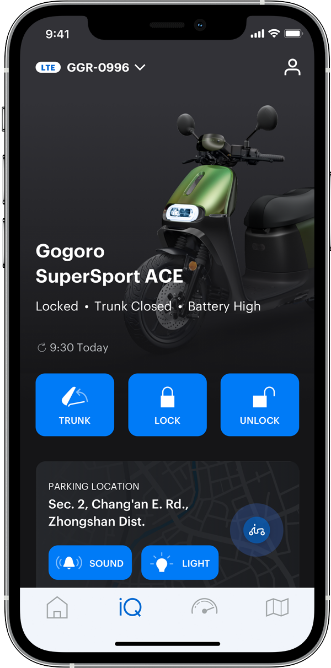 9:41
LTE GGR-0996
Gogoro
SuperSport ACE
Locked • Trunk Closed • Battery High
9:30 Today
TRUNK LOCK UNLOCK
PARKING LOCATION
Sec. 2, Chang'an E. Rd.,
Zhongshan Dist.
SOUND LIGHT
iQ